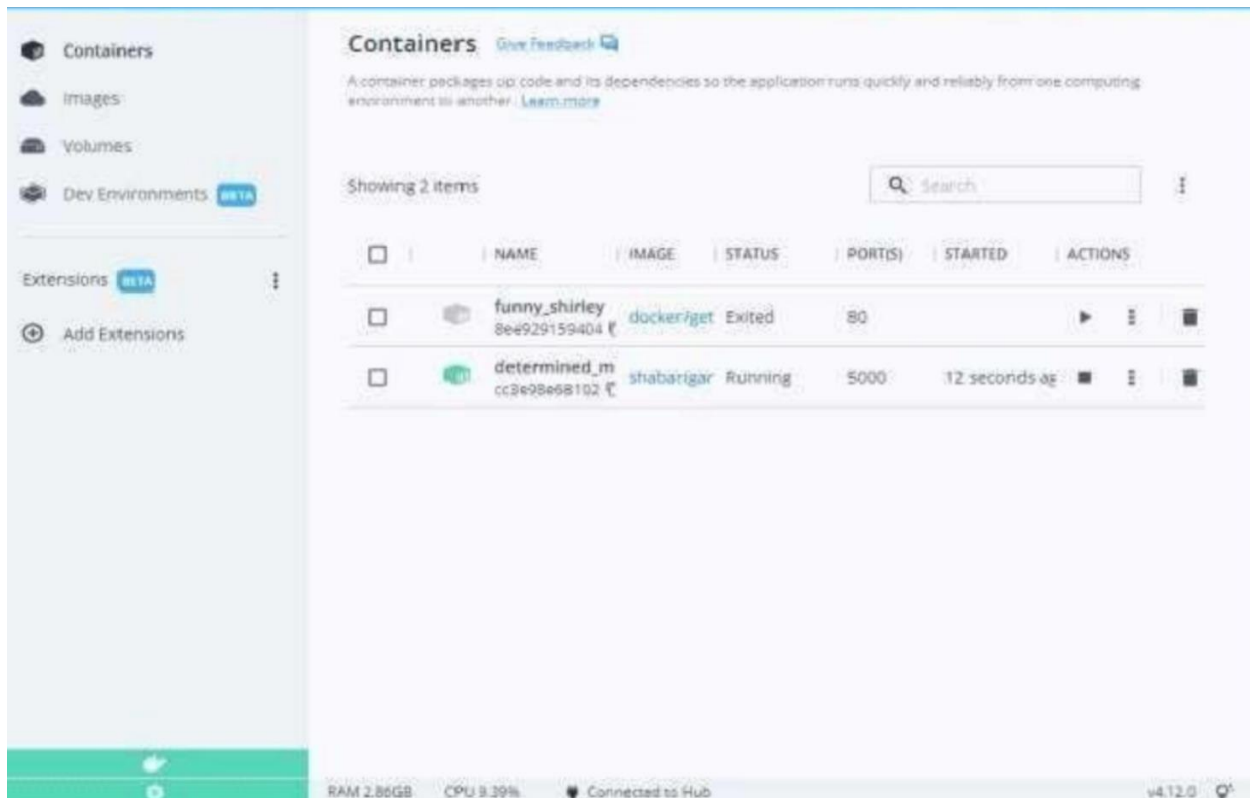 Containers
Images
Volumes
Dev Environments BETA
Extensions BETA
Add Extensions
Containers Give Feedback
A container packages up code and its dependencies so the application runs quickly and reliably from one computing
environment to another. Learn more
Showing 2 items
Search
NAME IMAGE STATUS PORT(S) STARTED ACTIONS
funny_shirley docker/get Exited 80
8ee929159404
determined_m shabarigar Running 5000 12 seconds ag
RAM 2.86GB CPU 9.39% Connected to Hub v4.12.0